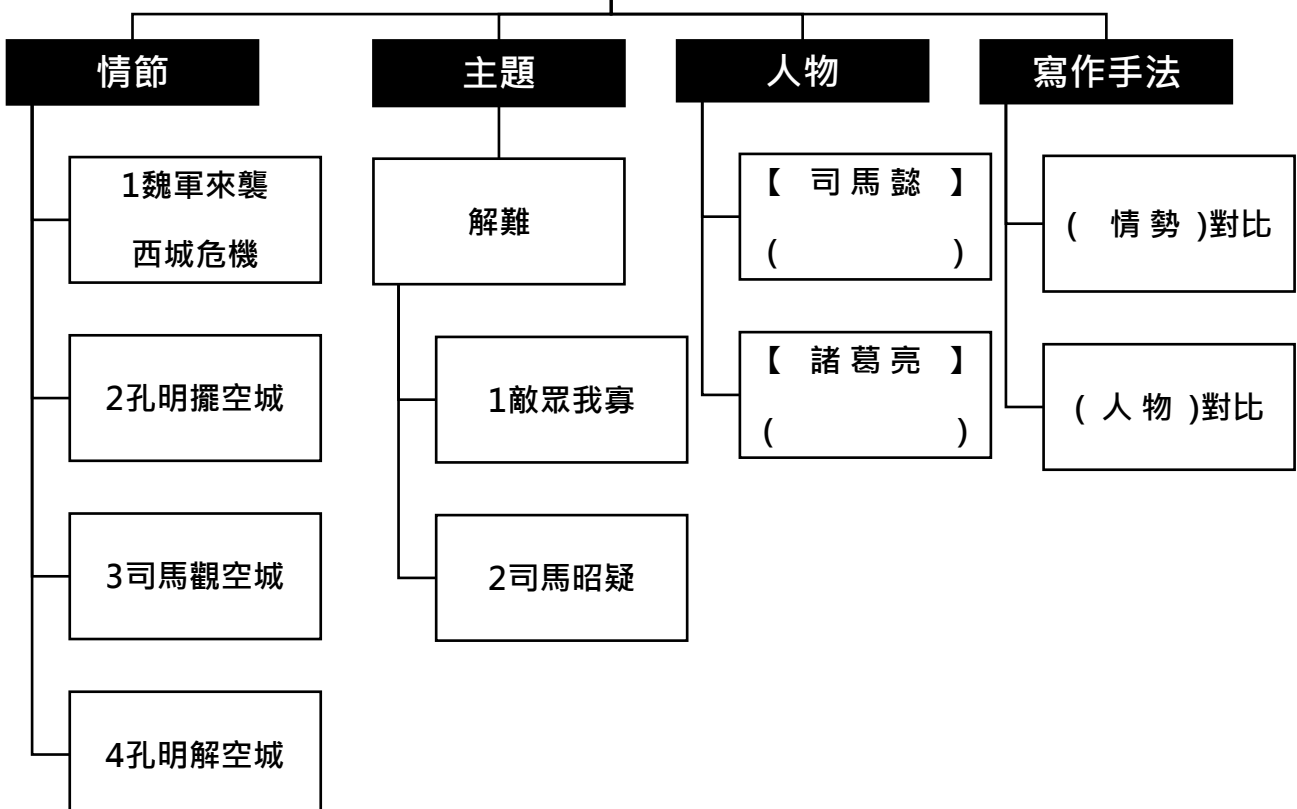 情節
主題
人物
寫作手法
1魏軍來襲
西城危機
2孔明擺空城
3司馬觀空城
4孔明解空城
解難
1敵眾我寡
2司馬昭疑
【 司馬懿 】
( )
【 諸葛亮 】
( )
( 情勢 )對比
( 人物 )對比